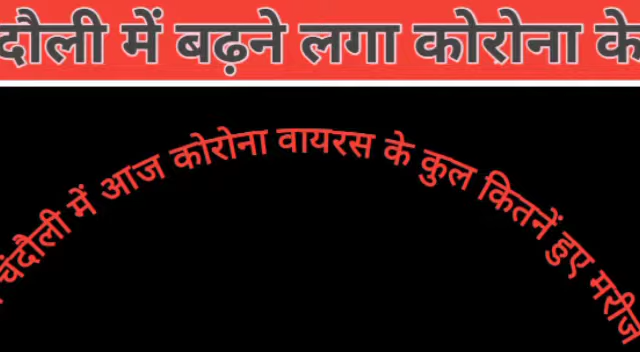 दौली में बढ़ने लगा कोरोना के
चंदौली में आज कोरोना वायरस के कुल कितनें हुए मरीज